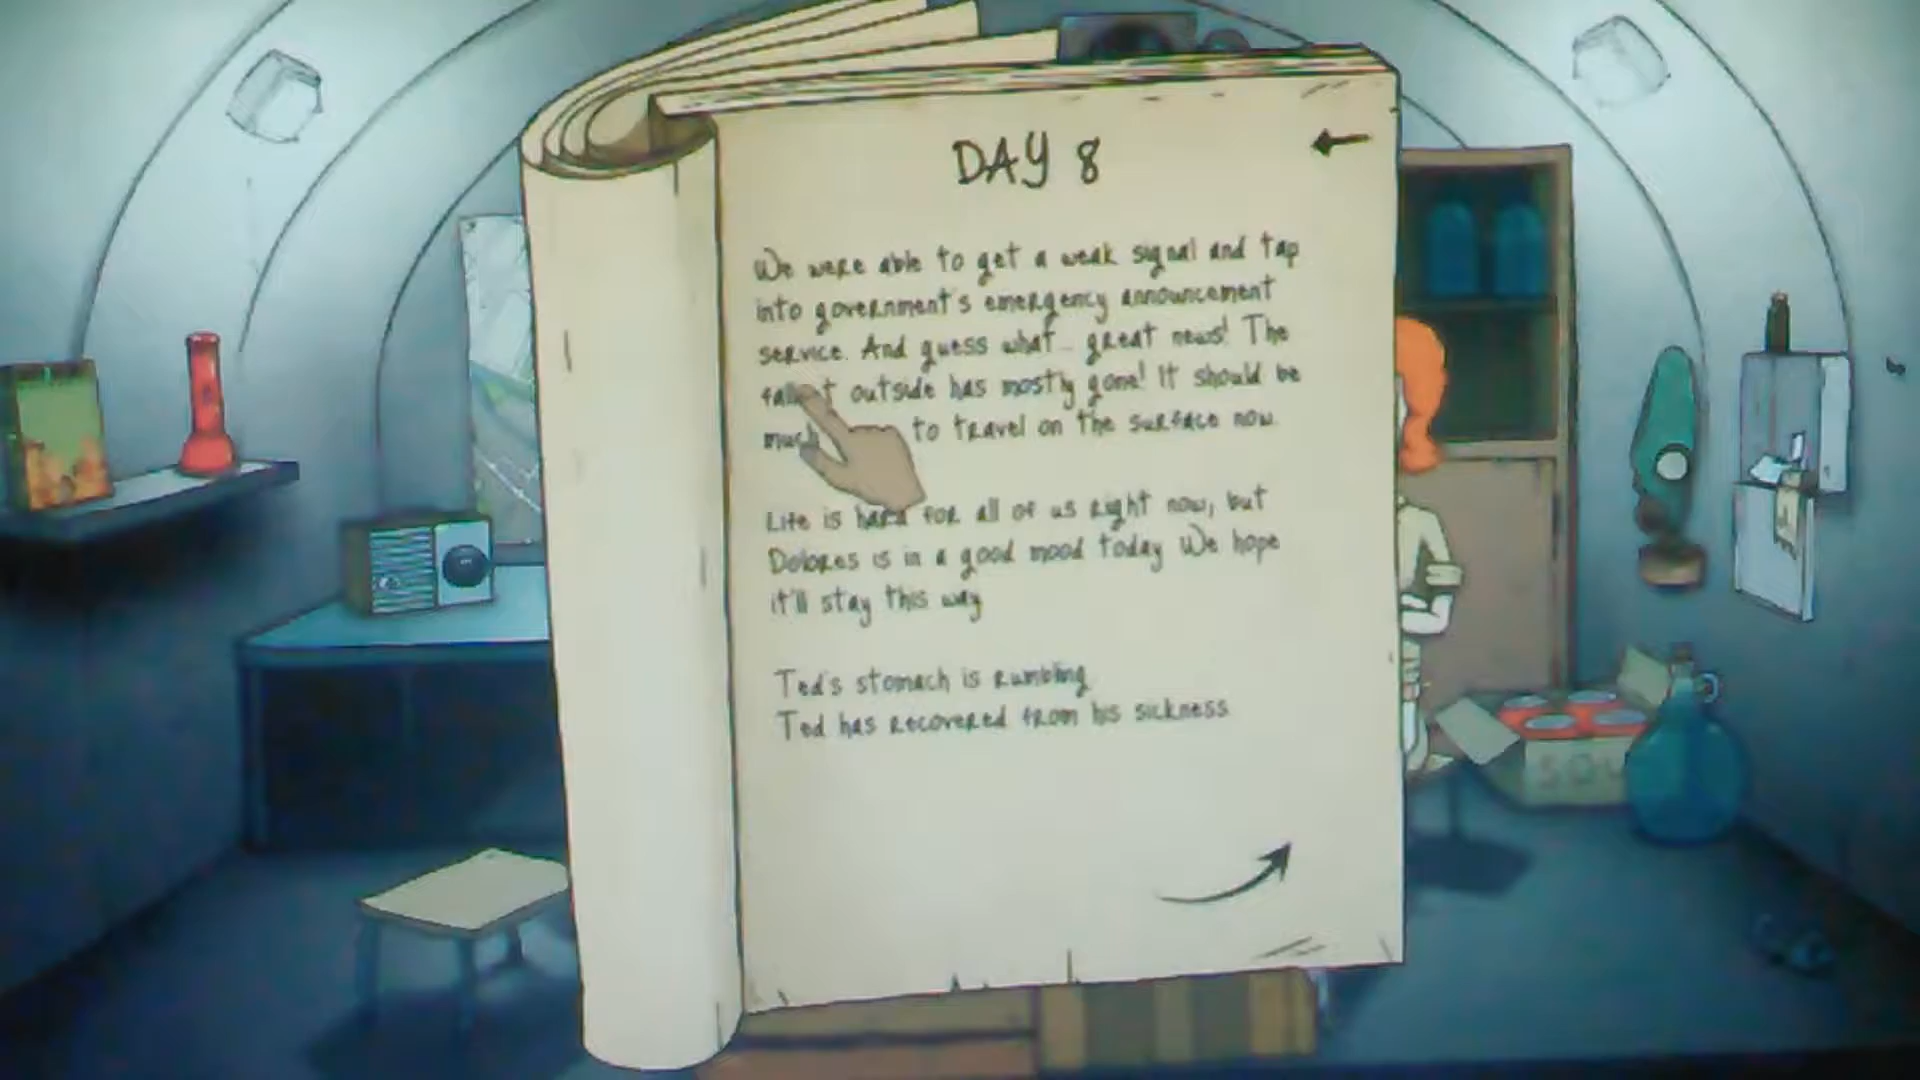 DAY 8
We were able to get a weak signal and tap
into government's emergency announcement
service. And guess what... great news! The
outside has mostly gone! It should be
much to travel on the surface now.
Life is hard for all of us right now, but
Dolores is in a good mood today. We hope
it'll stay this way.
Ted's stomach is rumbling.
Ted has recovered from his sickness.